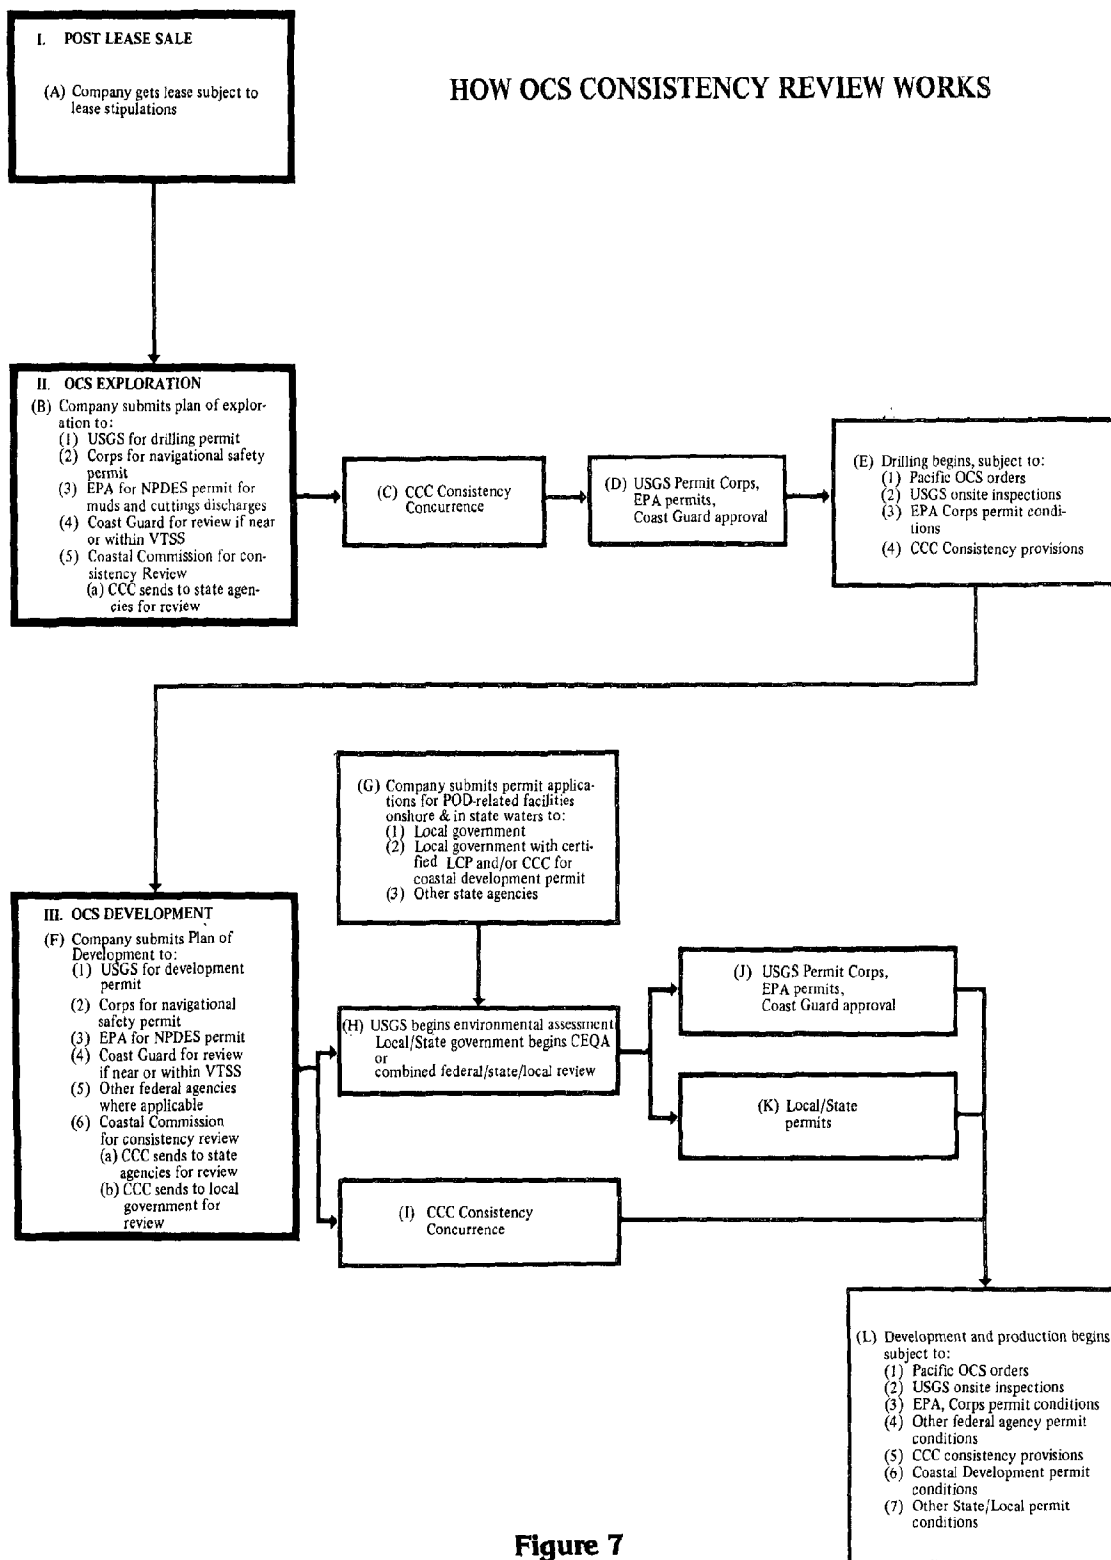 I. POST LEASE SALE
(A) Company gets lease subject to
lease stipulations
HOW OCS CONSISTENCY REVIEW WORKS
II. OCS EXPLORATION
(B) Company submits plan of explor-
ation to:
(1) USGS for drilling permit
(2) Corps for navigational safety
permit
(3) EPA for NPDES permit for
muds and cuttings discharges
(4) Coast Guard for review if near
or within VTSS
(5) Coastal Commission for con-
sistency Review
(a) CCC sends to state agen-
cies for review
(C) CCC Consistency
Concurrence
(D) USGS Permit Corps,
EPA permits,
Coast Guard approval
(E) Drilling begins, subject to:
(1) Pacific OCS orders
(2) USGS onsite inspections
(3) EPA Corps permit condi-
tions
(4) CCC Consistency provisions
(G) Company submits permit applica-
tions for POD-related facilities
onshore & in state waters to:
(1) Local government
(2) Local government with certi-
fied LCP and/or CCC for
coastal development permit
(3) Other state agencies
III. OCS DEVELOPMENT
(F) Company submits Plan of
Development to:
(1) USGS for development
permit
(2) Corps for navigational
safety permit
(3) EPA for NPDES permit
(4) Coast Guard for review
if near or within VTSS
(5) Other federal agencies
where applicable
(6) Coastal Commission
for consistency review
(a) CCC sends to state
agencies for review
(b) CCC sends to local
government for
review
(H) USGS begins environmental assessment
Local/State government begins CEQA
or
combined federal/state/local review
(I) CCC Consistency
Concurrence
(J) USGS Permit Corps,
EPA permits,
Coast Guard approval
(K) Local/State
permits
(L) Development and production begins
subject to:
(1) Pacific OCS orders
(2) USGS onsite inspections
(3) EPA, Corps permit conditions
(4) Other federal agency permit
conditions
(5) CCC consistency provisions
(6) Coastal Development permit
conditions
(7) Other State/Local permit
conditions
Figure 7